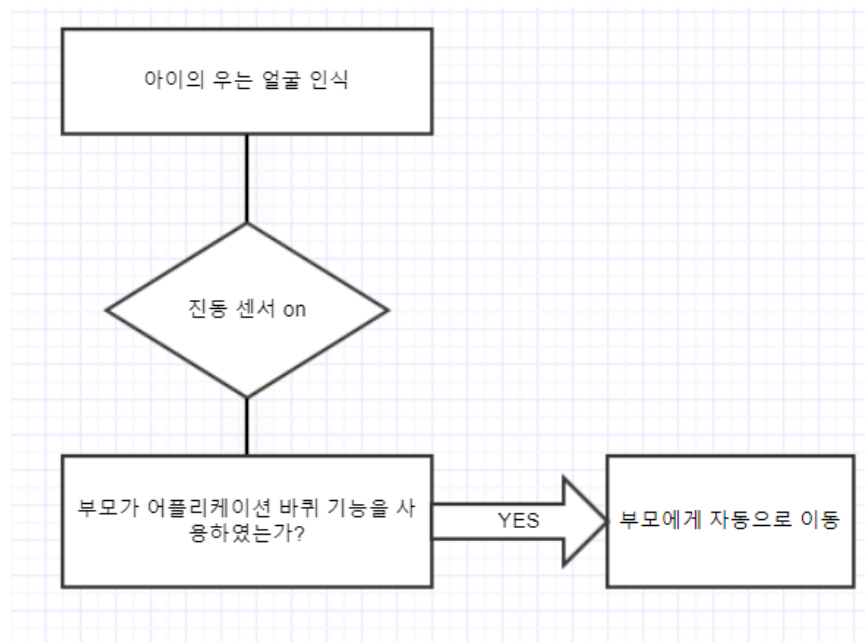 아이의 우는 얼굴 인식
진동 센서 on
부모가 어플리케이션 바퀴 기능을 사
용하였는가?
YES
부모에게 자동으로 이동